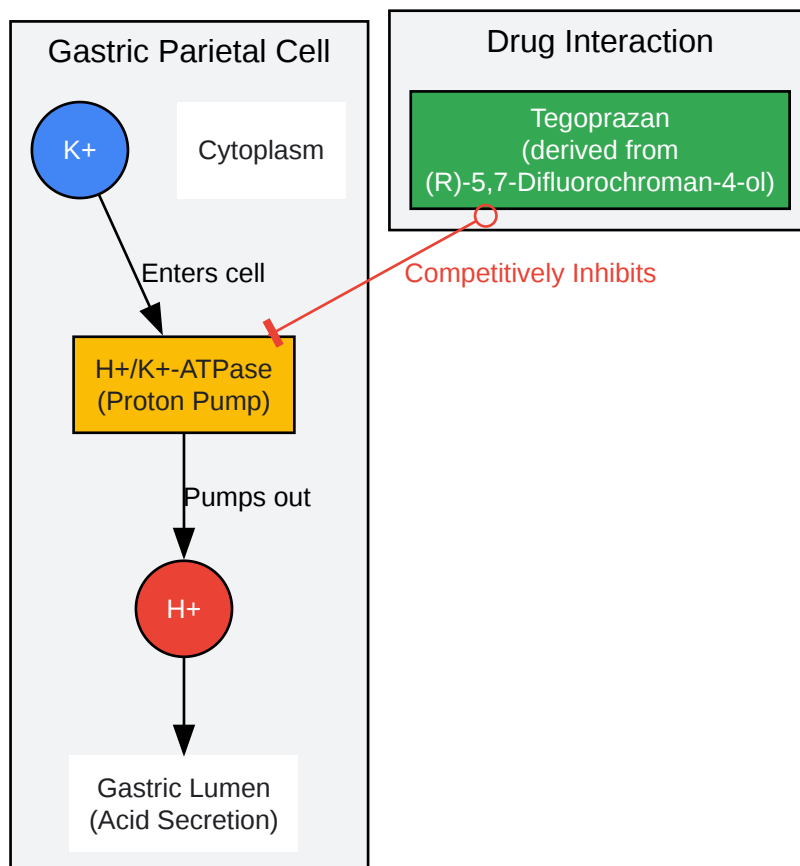 Gastric Parietal Cell
K+
Cytoplasm
Enters cell
H+/K+-ATPase
(Proton Pump)
Pumps out
H+
Gastric Lumen
(Acid Secretion)
Drug Interaction
Tegoprazan
(derived from
(R)-5,7-Difluorochroman-4-ol)
Competitively Inhibits